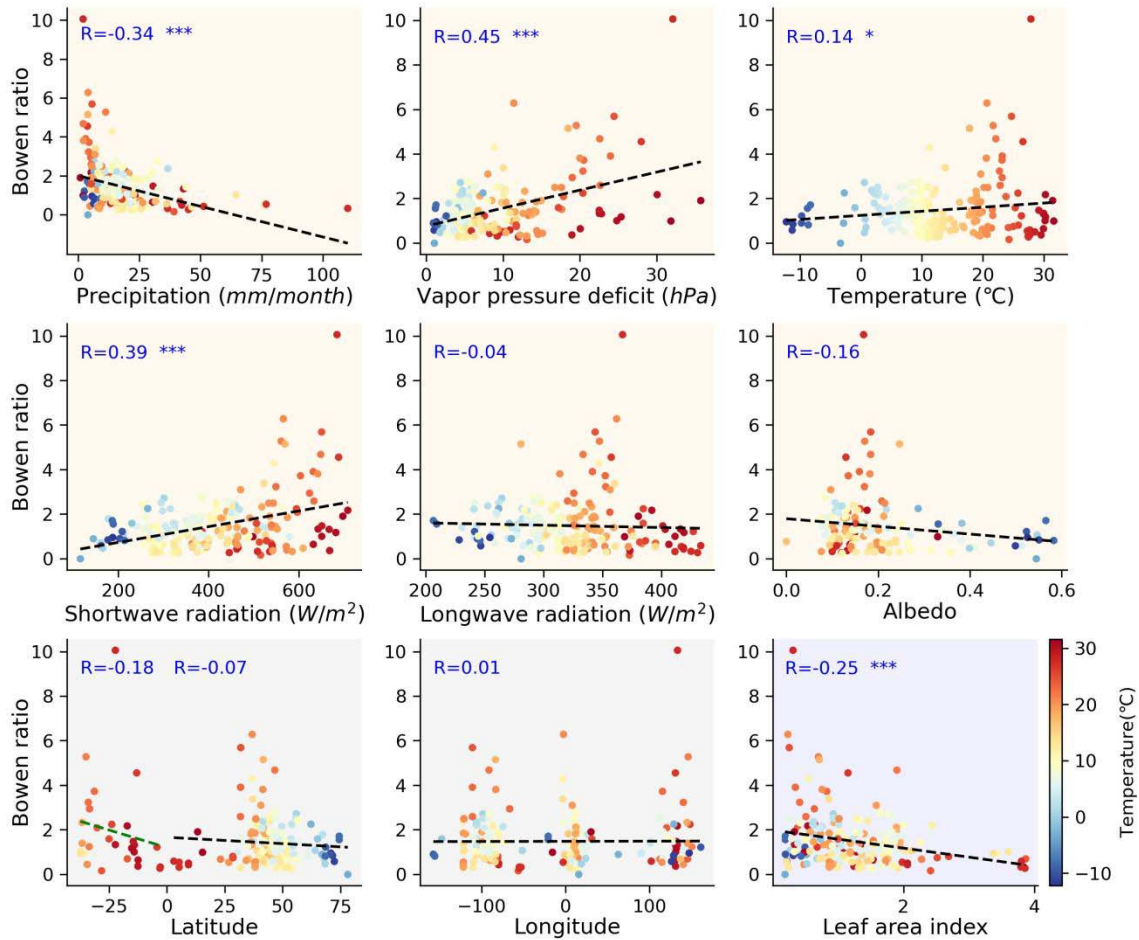 R=-0.34 ***
10
8
6
4
2
0
Bowen ratio
0 25 50 75 100
Precipitation (mm/month)
R=0.45 ***
10
8
6
4
2
0
0 10 20 30
Vapor pressure deficit (hPa)
R=0.14 *
10
8
6
4
2
0
−10 0 10 20 30
Temperature (℃)
R=0.39 ***
10
8
6
4
2
0
Bowen ratio
200 400 600
Shortwave radiation (W/m²)
R=-0.04
10
8
6
4
2
0
200 250 300 350 400
Longwave radiation (W/m²)
R=-0.16
10
8
6
4
2
0
0.0 0.2 0.4 0.6
Albedo
R=-0.18 R=-0.07
10
8
6
4
2
0
Bowen ratio
−25 0 25 50 75
Latitude
R=0.01
10
8
6
4
2
0
−100 0 100
Longitude
R=-0.25 ***
10
8
6
4
2
0
2 4
Leaf area index
30
20
10
0
−10
Temperature(℃)